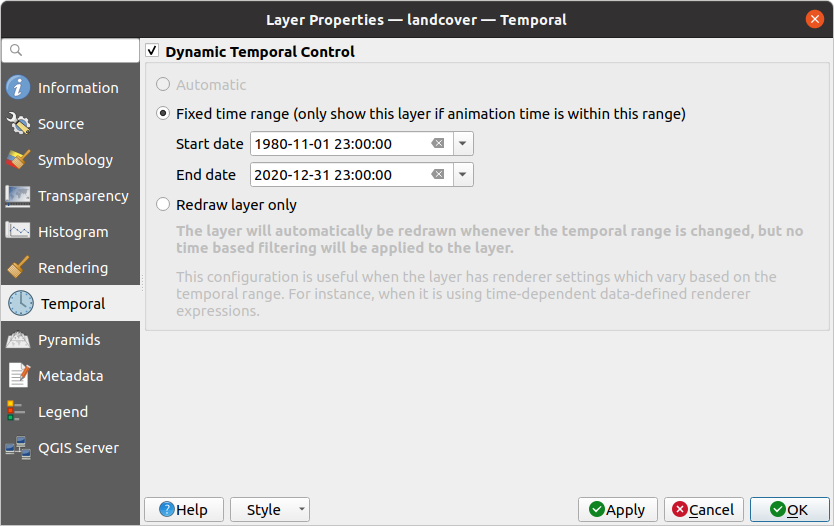 Layer Properties — landcover — Temporal
Dynamic Temporal Control
Information
Source
Symbology
Transparency
Histogram
Rendering
Temporal
Pyramids
Metadata
Legend
QGIS Server
Automatic
Fixed time range (only show this layer if animation time is within this range)
Start date 1980-11-01 23:00:00
End date 2020-12-31 23:00:00
Redraw layer only
The layer will automatically be redrawn whenever the temporal range is changed, but no
time based filtering will be applied to the layer.
This configuration is useful when the layer has renderer settings which vary based on the
temporal range. For instance, when it is using time-dependent data-defined renderer
expressions.
Help Style Apply Cancel OK